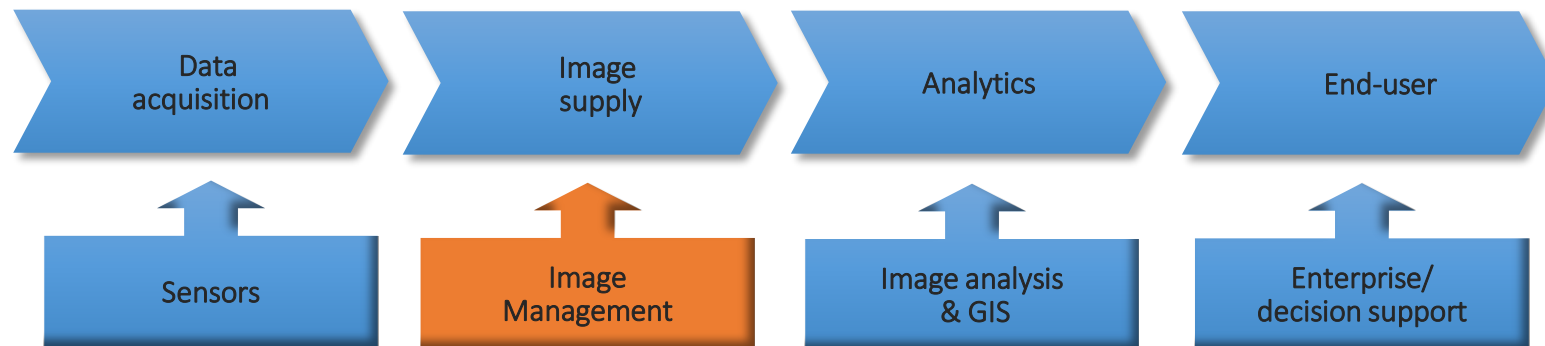 Data
acquisition
Image
supply
Analytics
End-user
Sensors
Image
Management
Image analysis
& GIS
Enterprise/
decision support